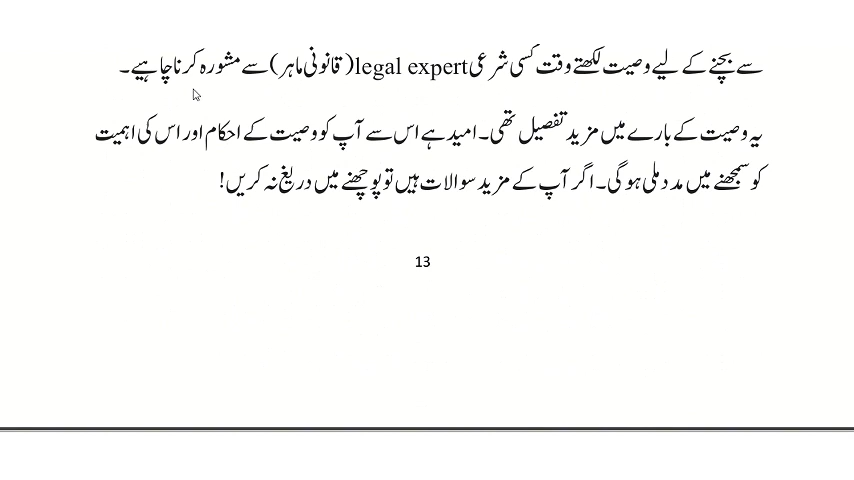 سے بچنے کے لیے وصیت لکھتے وقت کسی شرعی legal expert (قانونی ماہر) سے مشورہ کرنا چاہیے۔
یہ وصیت کے بارے میں مزید تفصیل تھی۔ امید ہے اس سے آپ کو وصیت کے احکام اور اس کی اہمیت
کو سمجھنے میں مدد ملی ہو گی۔ اگر آپ کے مزید سوالات ہیں تو پوچھنے میں دریغ نہ کریں!
13